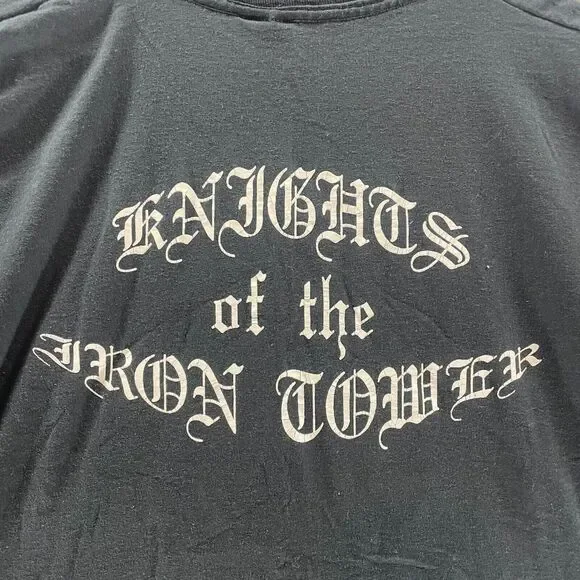 KNIGHTS
of the
IRON TOWER